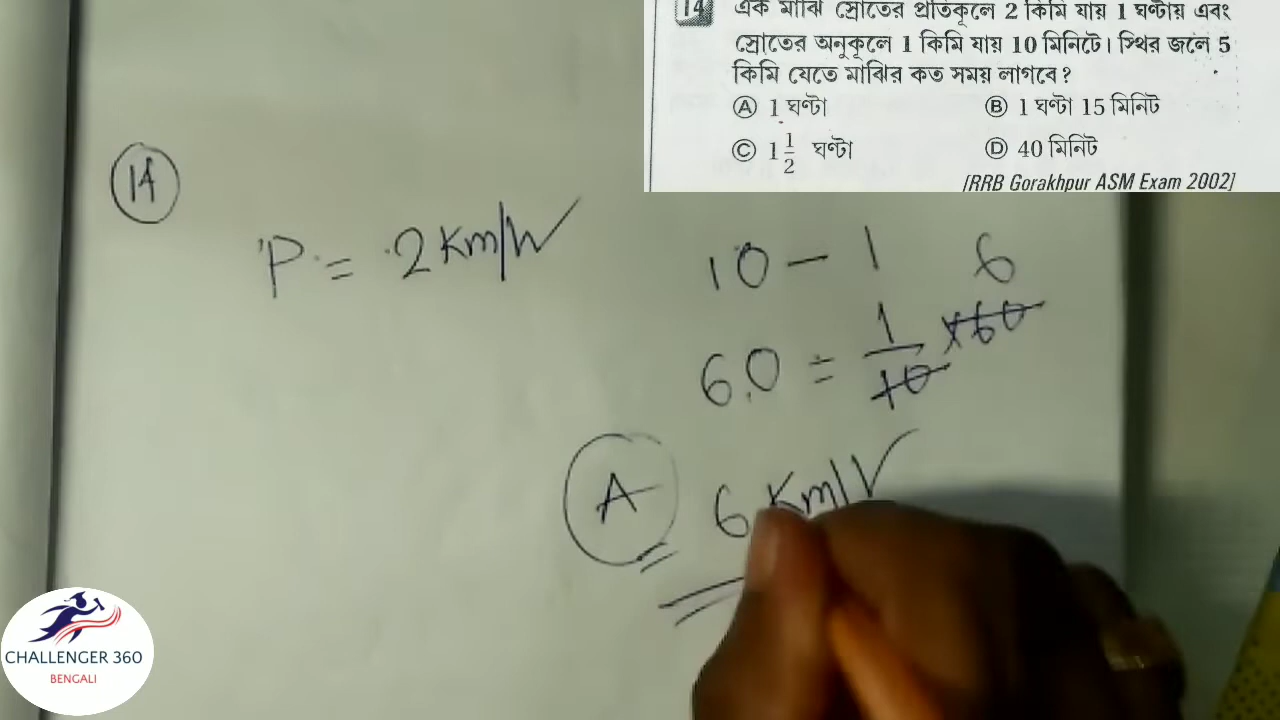 14 এক মাঝি স্রোতের প্রতিকূলে 2 কিমি যায় 1 ঘণ্টায় এবং
স্রোতের অনুকূলে 1 কিমি যায় 10 মিনিটে। স্থির জলে 5
কিমি যেতে মাঝির কত সময় লাগবে?
Ⓐ 1 ঘণ্টা Ⓑ 1 ঘণ্টা 15 মিনিট
Ⓒ 1 1/2 ঘণ্টা Ⓓ 40 মিনিট
[RRB Gorakhpur ASM Exam 2002]
14
P = 2 Km/
10 - 1 6
60 = 1/10 ×60
A 6 Km/
CHALLENGER 360
BENGALI